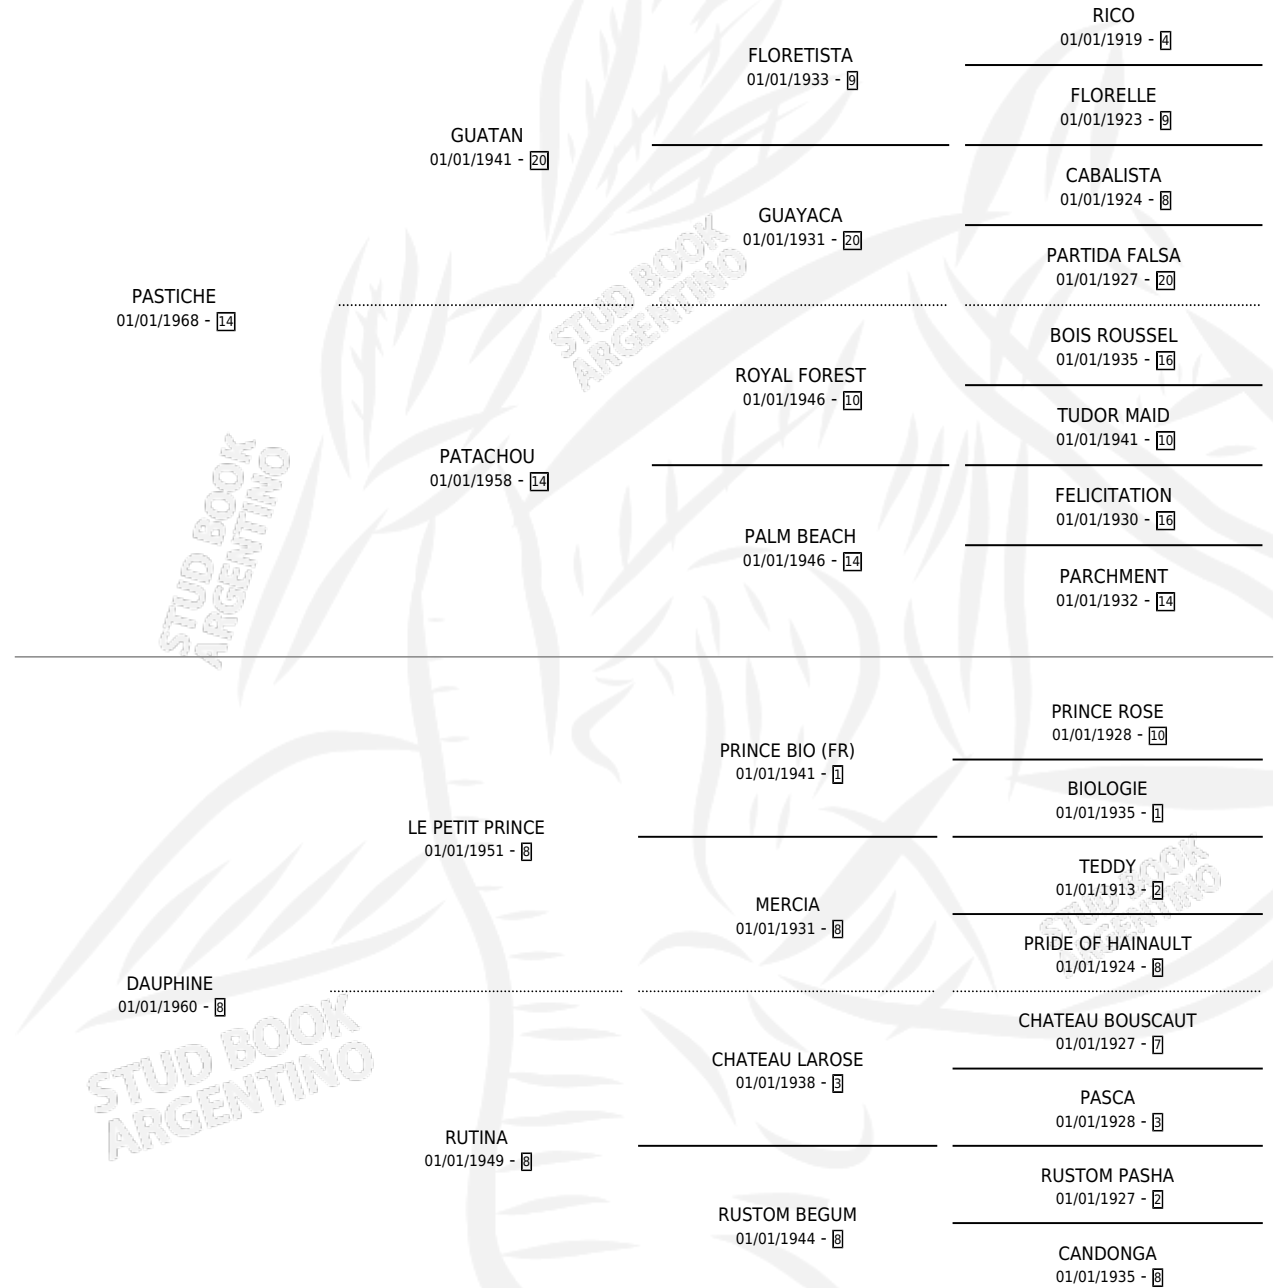 RICO
01/01/1919 - 4
FLORETISTA
01/01/1933 - 9
FLORELLE
01/01/1923 - 9
GUATAN
01/01/1941 - 20
CABALISTA
01/01/1924 - 8
GUAYACA
01/01/1931 - 20
PARTIDA FALSA
01/01/1927 - 20
PASTICHE
01/01/1968 - 14
BOIS ROUSSEL
01/01/1935 - 16
ROYAL FOREST
01/01/1946 - 10
TUDOR MAID
01/01/1941 - 10
PATACHOU
01/01/1958 - 14
FELICITATION
01/01/1930 - 16
PALM BEACH
01/01/1946 - 14
PARCHMENT
01/01/1932 - 14
PRINCE ROSE
01/01/1928 - 10
PRINCE BIO (FR)
01/01/1941 - 1
BIOLOGIE
01/01/1935 - 1
LE PETIT PRINCE
01/01/1951 - 8
TEDDY
01/01/1913 - 2
MERCIA
01/01/1931 - 8
PRIDE OF HAINAULT
01/01/1924 - 8
DAUPHINE
01/01/1960 - 8
CHATEAU BOUSCAUT
01/01/1927 - 7
CHATEAU LAROSE
01/01/1938 - 3
PASCA
01/01/1928 - 3
RUTINA
01/01/1949 - 8
RUSTOM PASHA
01/01/1927 - 2
RUSTOM BEGUM
01/01/1944 - 8
CANDONGA
01/01/1935 - 8
STUD BOOK
ARGENTINO
STUD BOOK
ARGENTINO
STUD BOOK
ARGENTINO
STUD BOOK
ARGENTINO